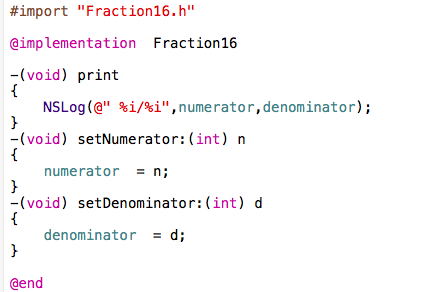 #import "Fraction16.h"
@implementation  Fraction16
-(void) print
{
    NSLog(@" %i/%i",numerator,denominator);
}
-(void) setNumerator:(int) n
{
    numerator  = n;
}
-(void) setDenominator:(int) d
{
    denominator  = d;
}
@end